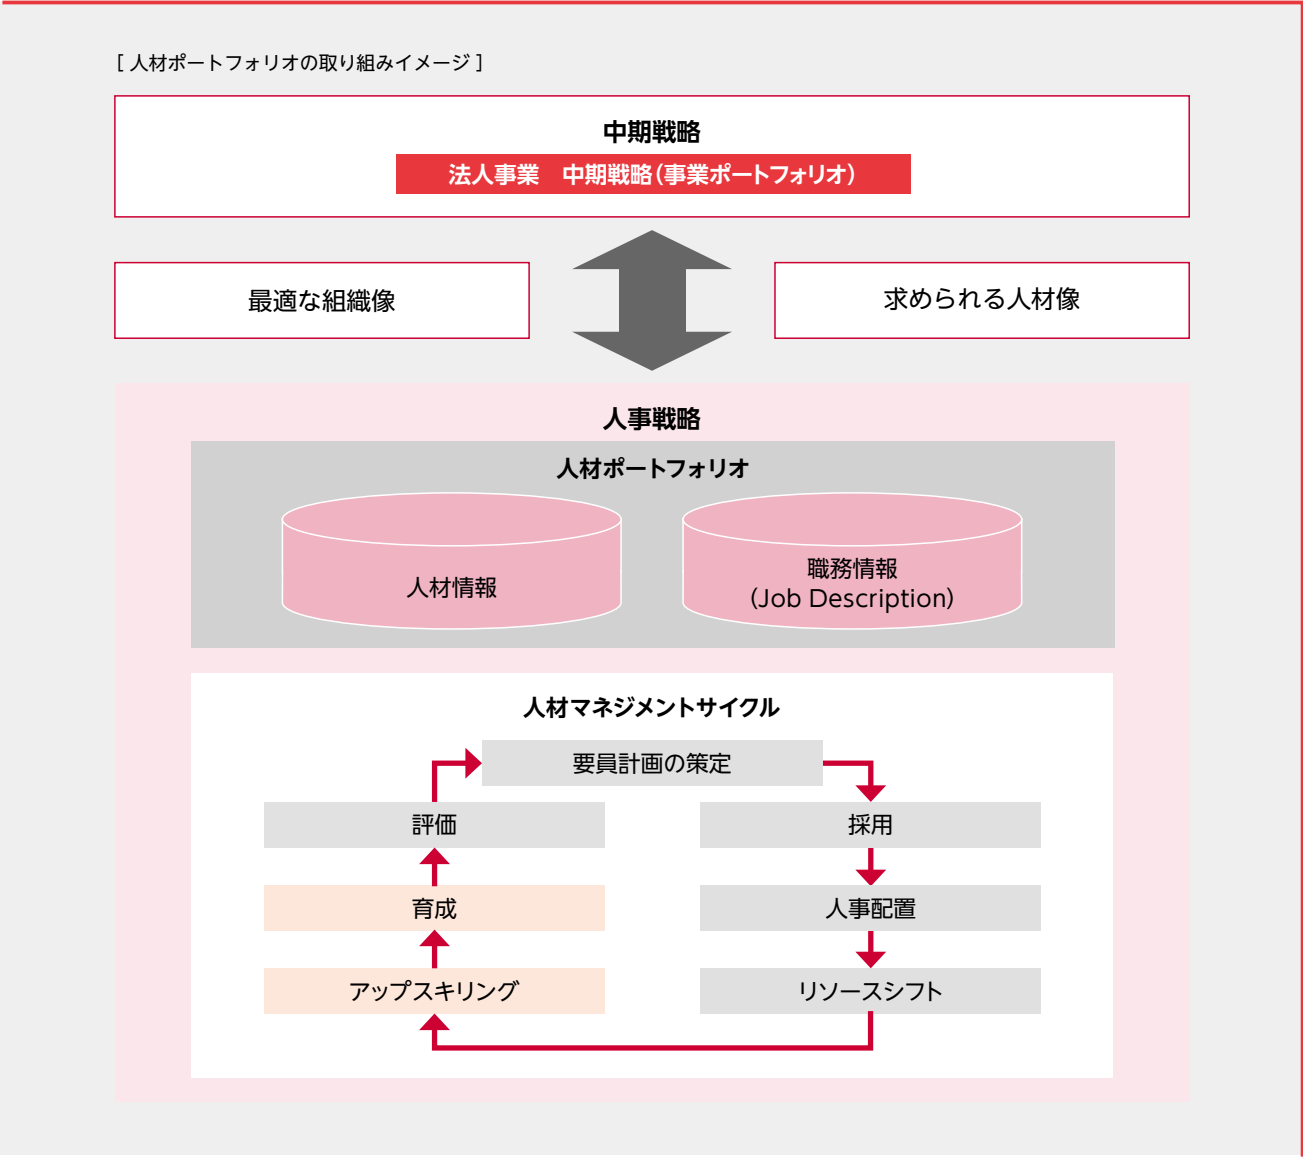 [ 人材ポートフォリオの取り組みイメージ ]
中期戦略
法人事業　中期戦略（事業ポートフォリオ）
最適な組織像
求められる人材像
人事戦略
人材ポートフォリオ
人材情報
職務情報
（Job Description）
人材マネジメントサイクル
要員計画の策定
評価
採用
育成
人事配置
アップスキリング
リソースシフト